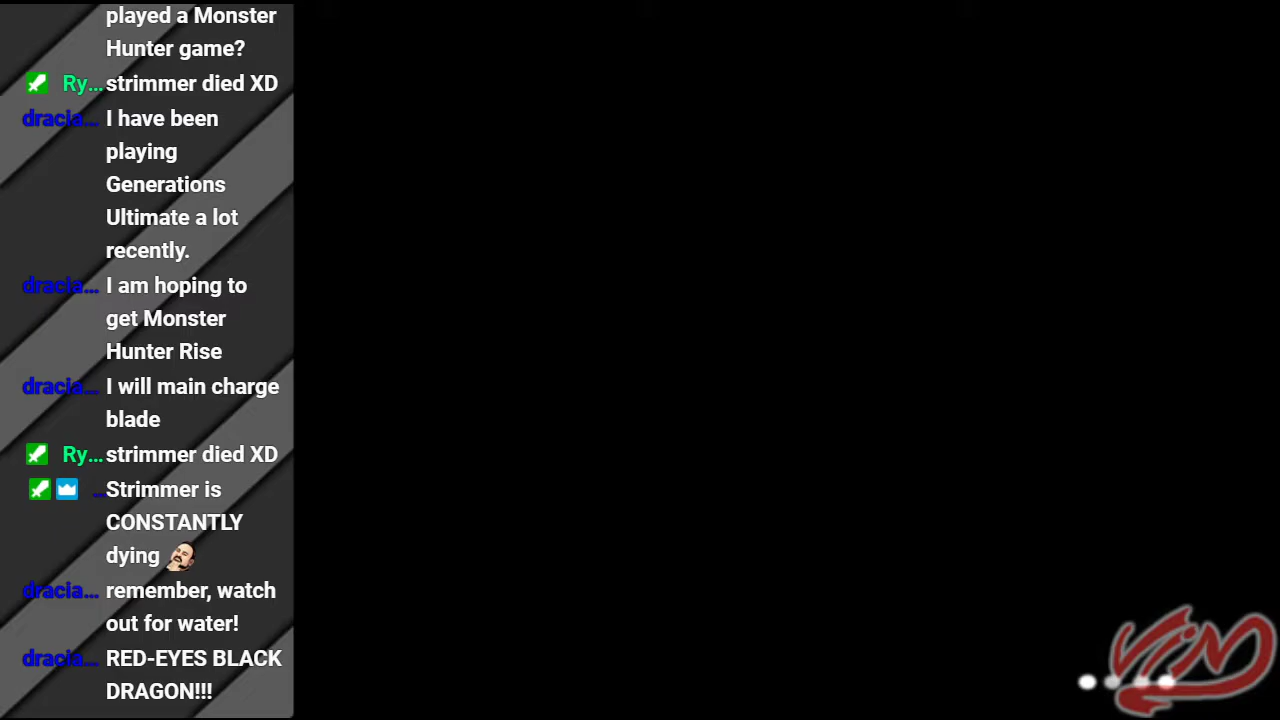 played a Monster
Hunter game?
Ry... strimmer died XD
dracia... I have been
playing
Generations
Ultimate a lot
recently.
dracia... I am hoping to
get Monster
Hunter Rise
dracia... I will main charge
blade
Ry... strimmer died XD
... Strimmer is
CONSTANTLY
dying
dracia... remember, watch
out for water!
dracia... RED-EYES BLACK
DRAGON!!!